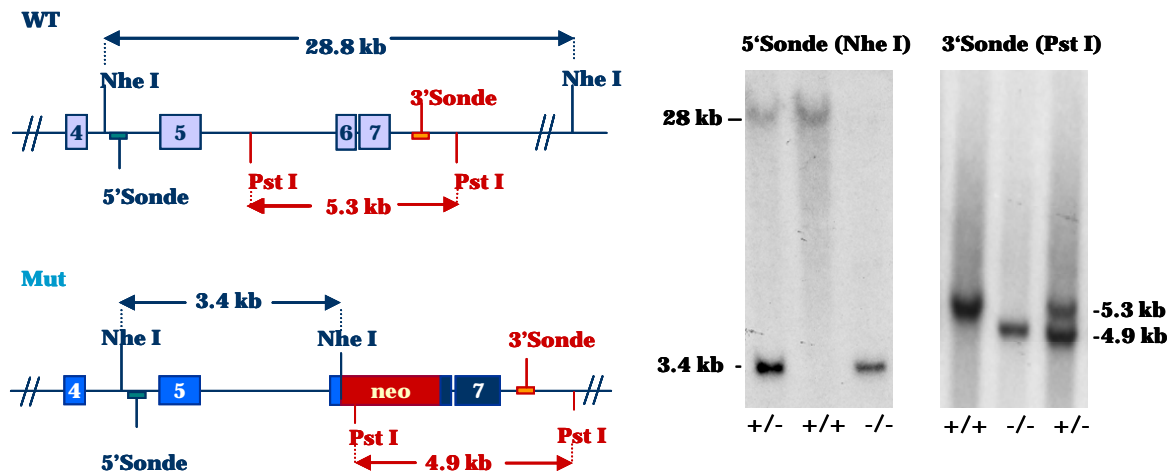 WT
28.8 kb
Nhe I
Nhe I
3'Sonde
4
5
6
7
5'Sonde
Pst I
Pst I
5.3 kb
Mut
3.4 kb
Nhe I
Nhe I
3'Sonde
4
5
neo
7
5'Sonde
Pst I
Pst I
4.9 kb
5‘Sonde (Nhe I)
28 kb –
3.4 kb -
+/- +/+ -/-
3‘Sonde (Pst I)
-5.3 kb
-4.9 kb
+/+ -/- +/-